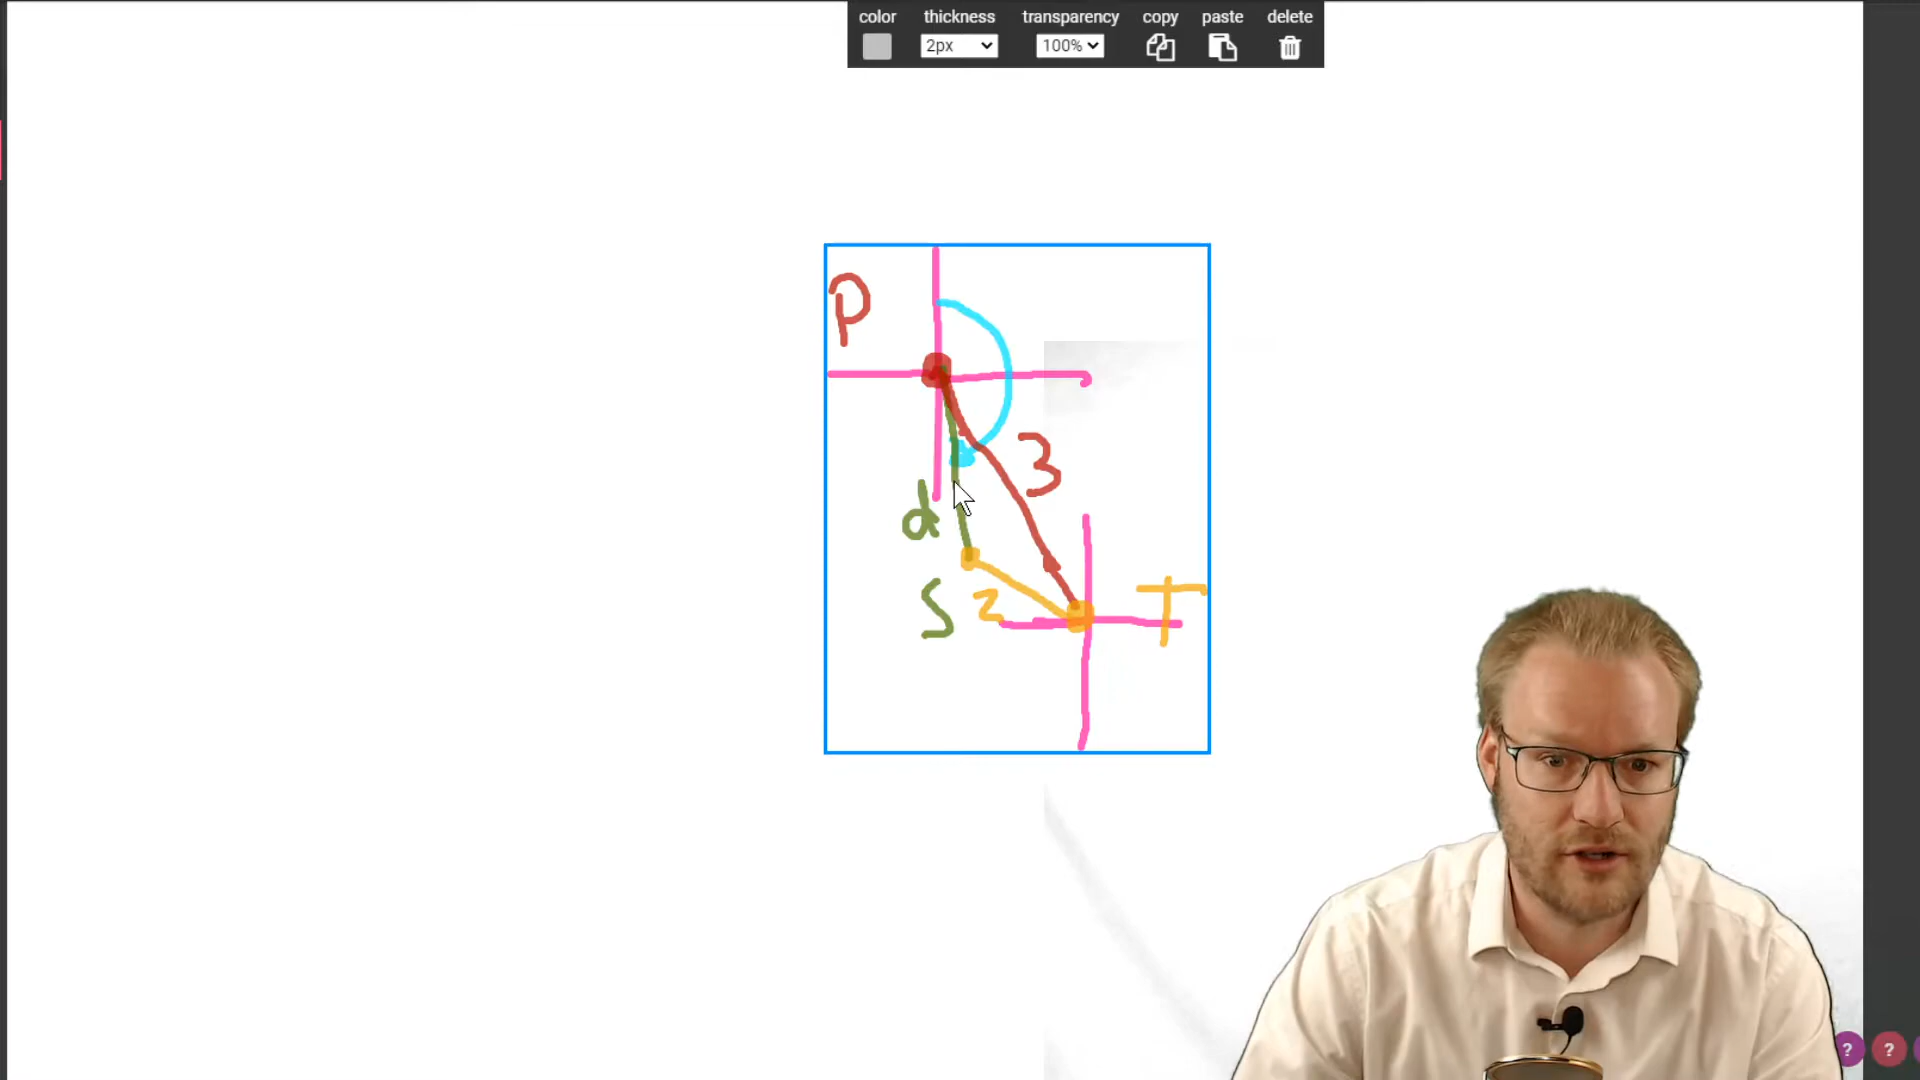 color thickness transparency copy paste delete
2px 100%
P
3
d
S 2 T
? ?